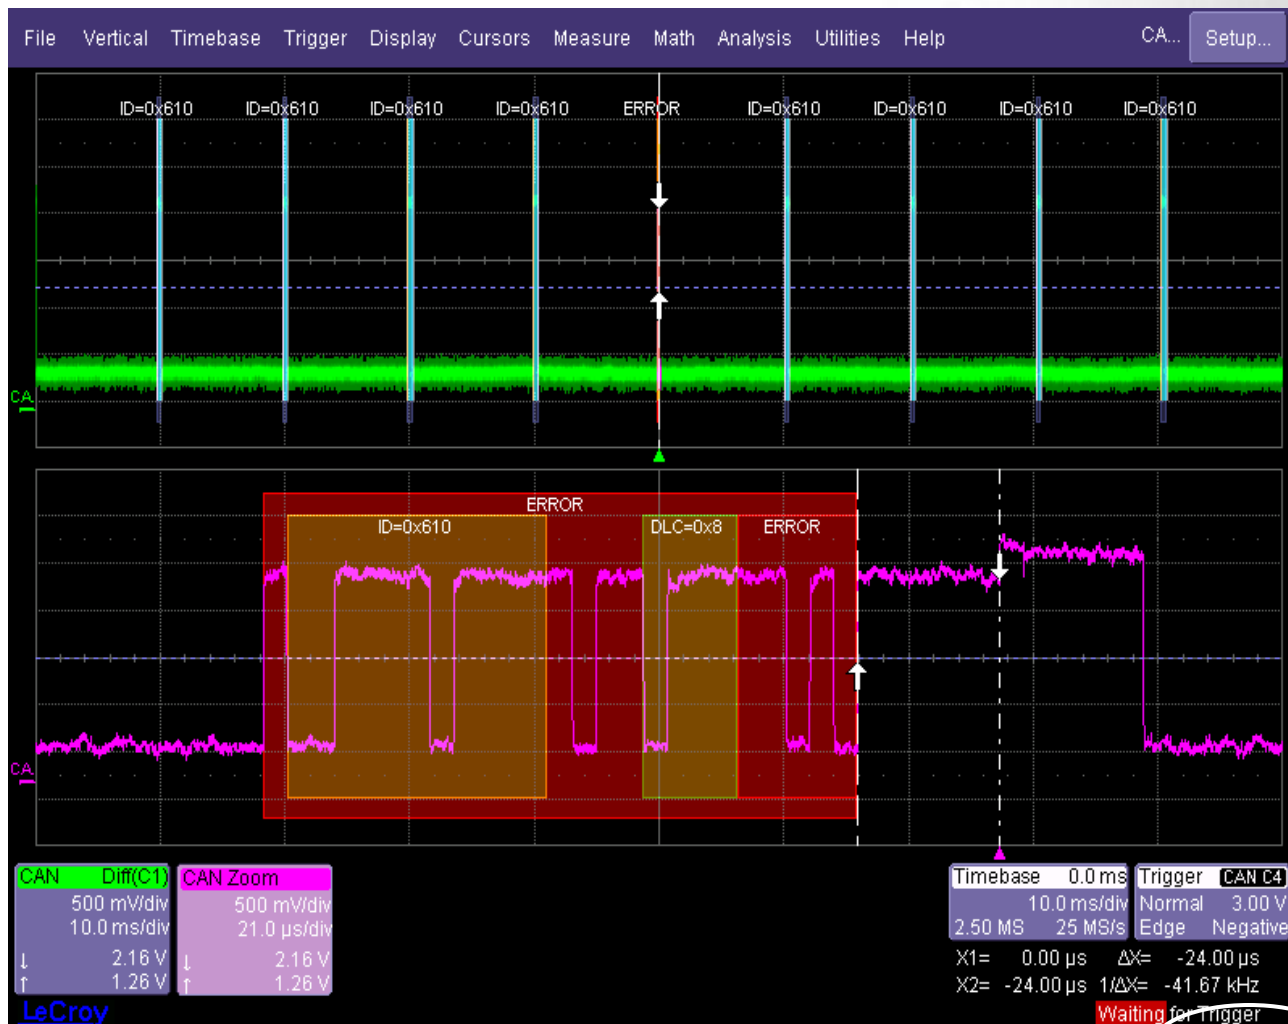 File Vertical Timebase Trigger Display Cursors Measure Math Analysis Utilities Help CA... Setup...
ID=0x610 ID=0x610 ID=0x610 ID=0x610 ERROR ID=0x610 ID=0x610 ID=0x610 ID=0x610
CA
ERROR
ID=0x610 DLC=0x8 ERROR
CA
CAN Diff(C1)
500 mV/div
10.0 ms/div
↓ 2.16 V
↑ 1.26 V
CAN Zoom
500 mV/div
21.0 µs/div
↓ 2.16 V
↑ 1.26 V
Timebase 0.0 ms
10.0 ms/div
2.50 MS 25 MS/s
Trigger CAN C4
Normal 3.00 V
Edge Negative
X1= 0.00 µs ΔX= -24.00 µs
X2= -24.00 µs 1/ΔX= -41.67 kHz
LeCroy
Waiting for Trigger